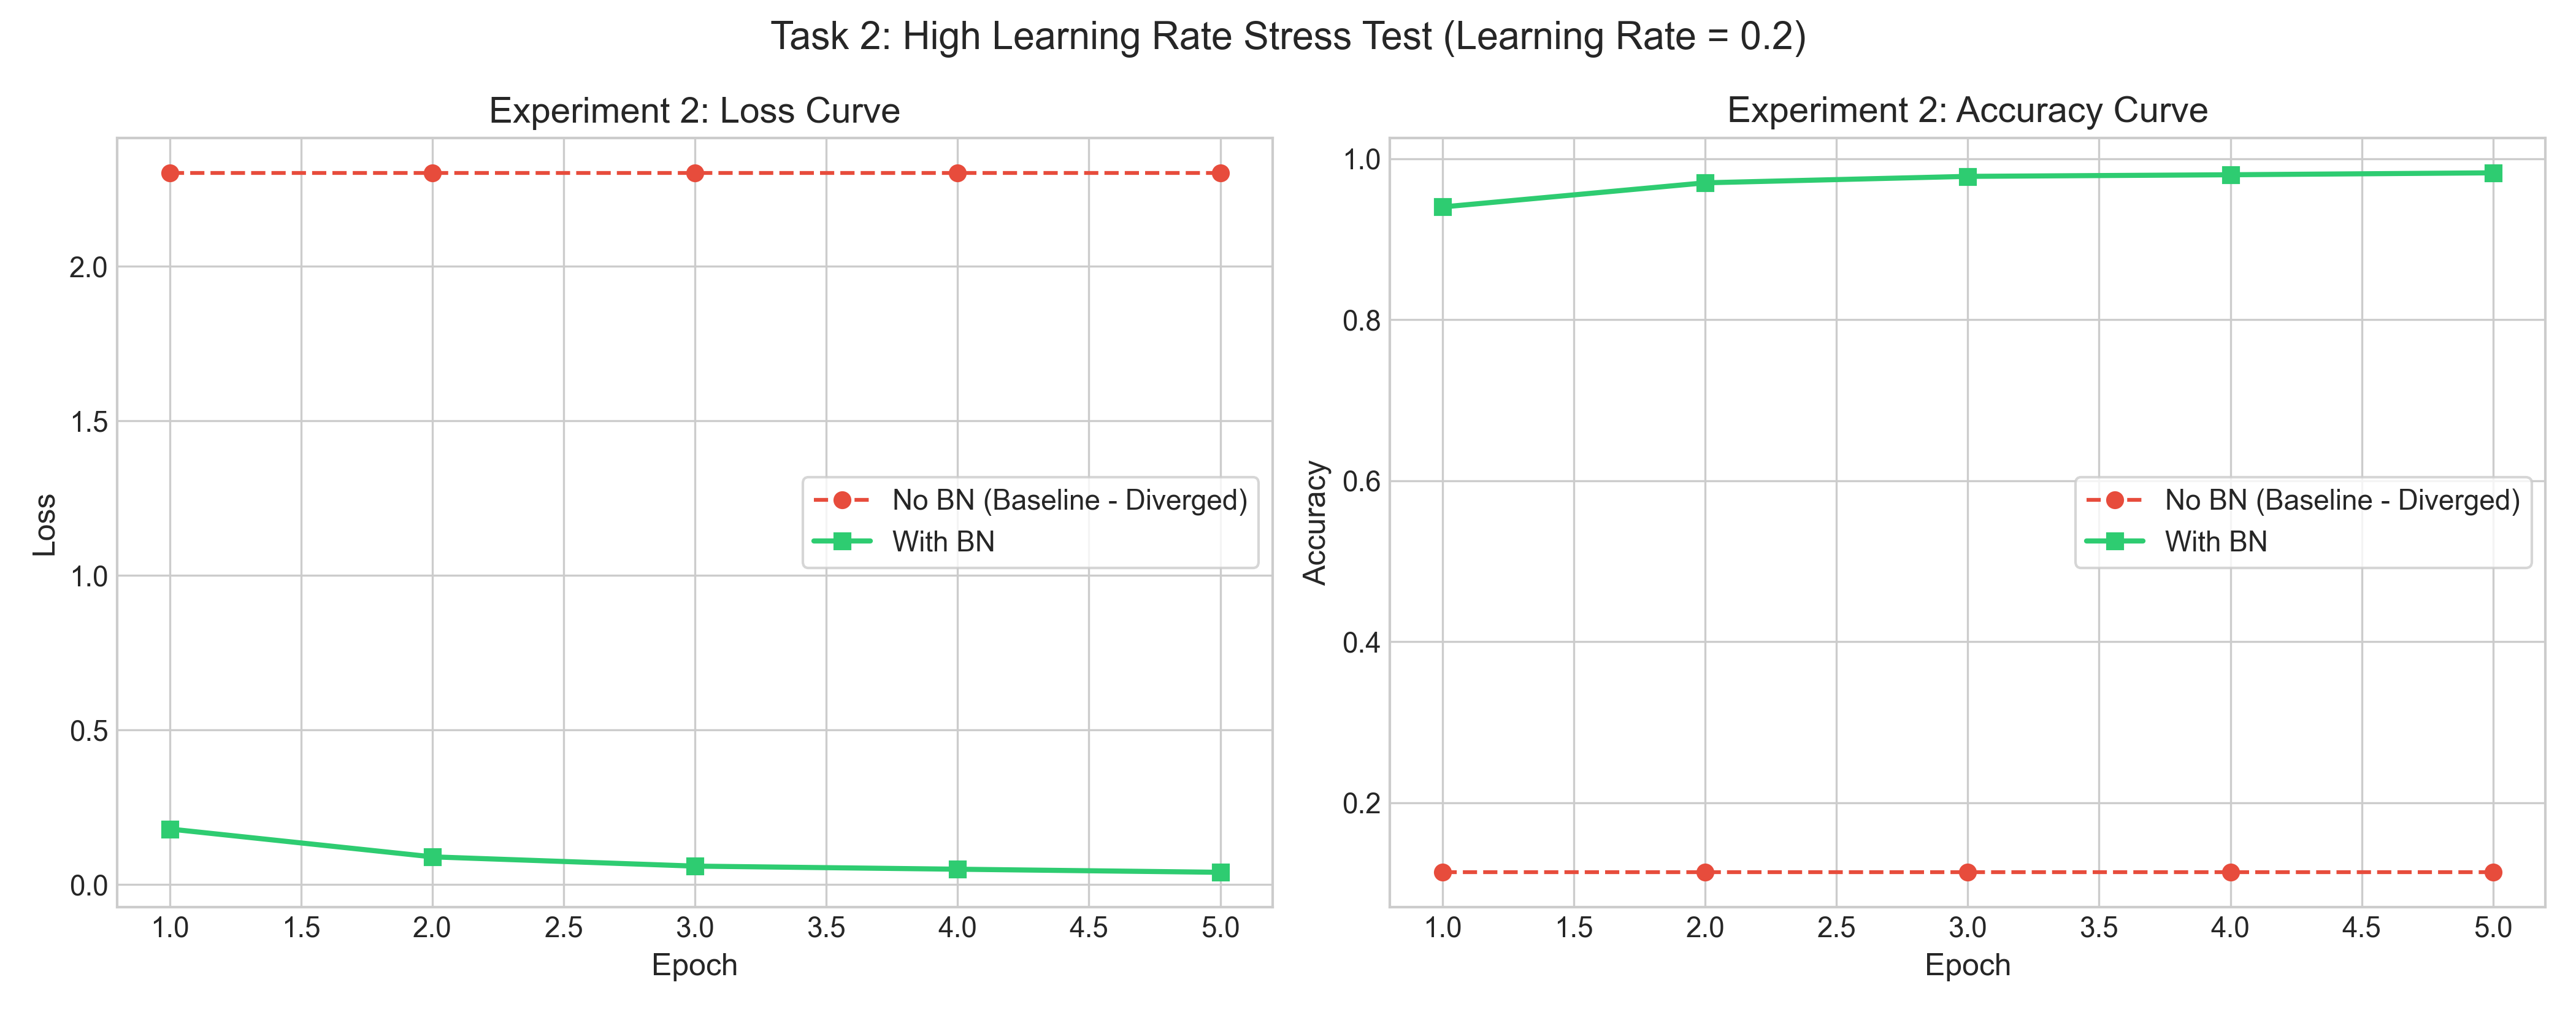 Task 2: High Learning Rate Stress Test (Learning Rate = 0.2)
Experiment 2: Loss Curve
Loss
2.0
1.5
1.0
0.5
0.0
No BN (Baseline - Diverged)
With BN
1.0 1.5 2.0 2.5 3.0 3.5 4.0 4.5 5.0
Epoch
Experiment 2: Accuracy Curve
Accuracy
1.0
0.8
0.6
0.4
0.2
No BN (Baseline - Diverged)
With BN
1.0 1.5 2.0 2.5 3.0 3.5 4.0 4.5 5.0
Epoch